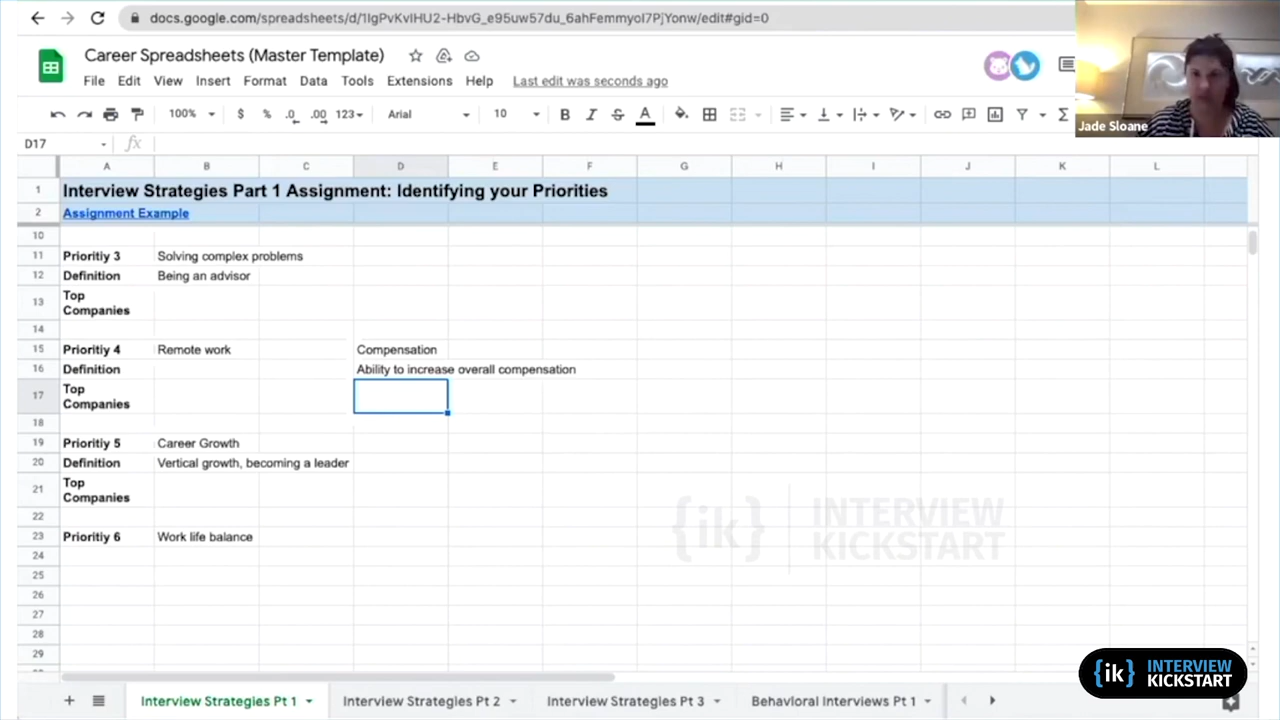 docs.google.com/spreadsheets/d/1IgPvKvIHU2-HbvG_e95uw57du_6ahFemmyoI7PjYonw/edit#gid=0
Career Spreadsheets (Master Template)
File Edit View Insert Format Data Tools Extensions Help Last edit was seconds ago
100% $ % .0 .00 123 Arial 10 B I S A Σ
Jade Sloane
D17 fx
A B C D E F G H I J K L
1 Interview Strategies Part 1 Assignment: Identifying your Priorities
2 Assignment Example
10
11 Prioritiy 3 Solving complex problems
12 Definition Being an advisor
13 Top Companies
14
15 Prioritiy 4 Remote work Compensation
16 Definition Ability to increase overall compensation
17 Top Companies
18
19 Prioritiy 5 Career Growth
20 Definition Vertical growth, becoming a leader
21 Top Companies
22
23 Prioritiy 6 Work life balance
24
25
26
27
28
29
{ik} INTERVIEW KICKSTART
{ik} INTERVIEW KICKSTART
+ Interview Strategies Pt 1 Interview Strategies Pt 2 Interview Strategies Pt 3 Behavioral Interviews Pt 1